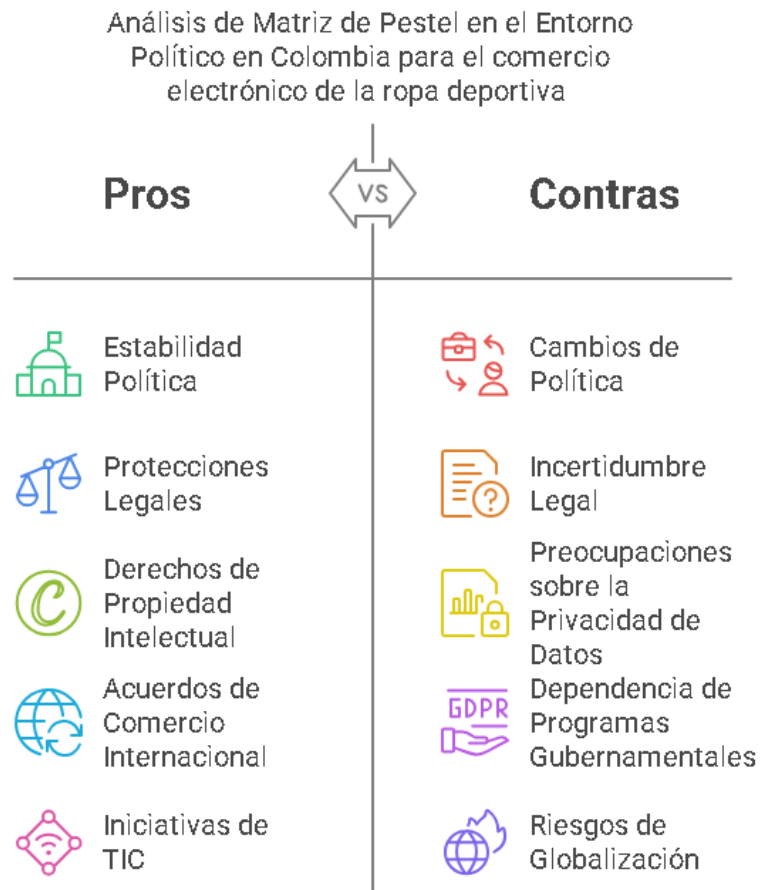 Análisis de Matriz de Pestel en el Entorno
Político en Colombia para el comercio
electrónico de la ropa deportiva
Pros
VS
Contras
Estabilidad
Política
Cambios de
Política
Protecciones
Legales
Incertidumbre
Legal
Derechos de
Propiedad
Intelectual
Preocupaciones
sobre la
Privacidad de
Datos
Acuerdos de
Comercio
Internacional
GDPR
Dependencia de
Programas
Gubernamentales
Iniciativas de
TIC
Riesgos de
Globalización